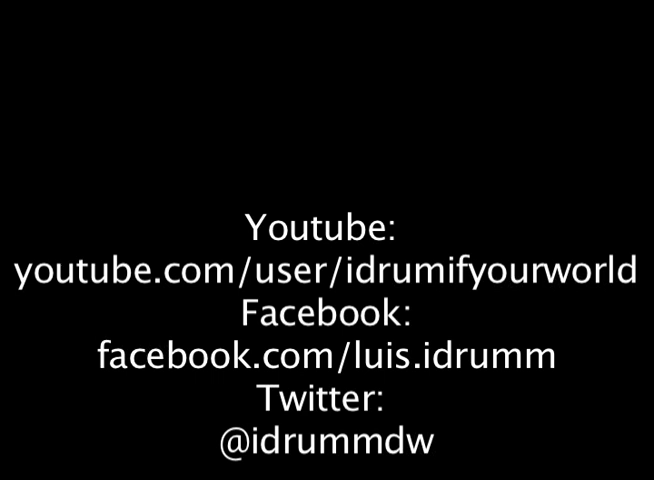 Youtube:
youtube.com/user/idrumifyourworld
Facebook:
facebook.com/luis.idrumm
Twitter:
@idrummdw